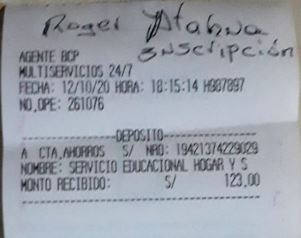 Roger Atahua
inscripción
AGENTE BCP
MULTISERVICIOS 24/7
FECHA: 12/10/20 HORA: 18:15:14 H987897
NO,OPE: 261076
DEPOSITO
A CTA,AHORROS S/ NRO: 19421374229029
NOMBRE: SERVICIO EDUCACIONAL HOGAR Y S
MONTO RECIBIDO: S/ 123,00